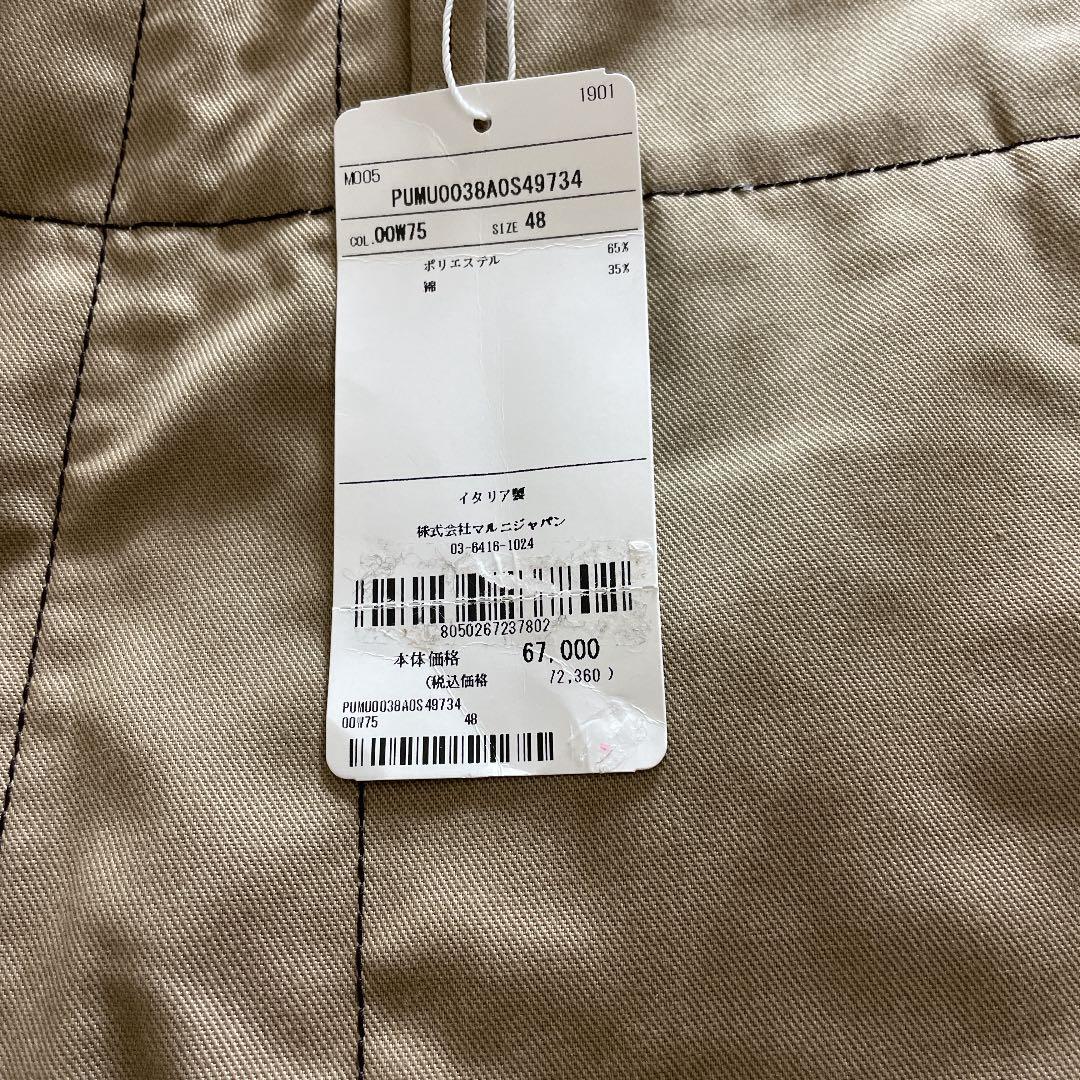 1901
M005
PUMU0038A0S49734
COL.00W75 SIZE 48
ポリエステル 65%
綿 35%
イタリア製
株式会社マルニジャパン
03-6416-1024
8050267237802
本体価格 67,000
(税込価格 72,360 )
PUMU0038A0S49734
00W75 48